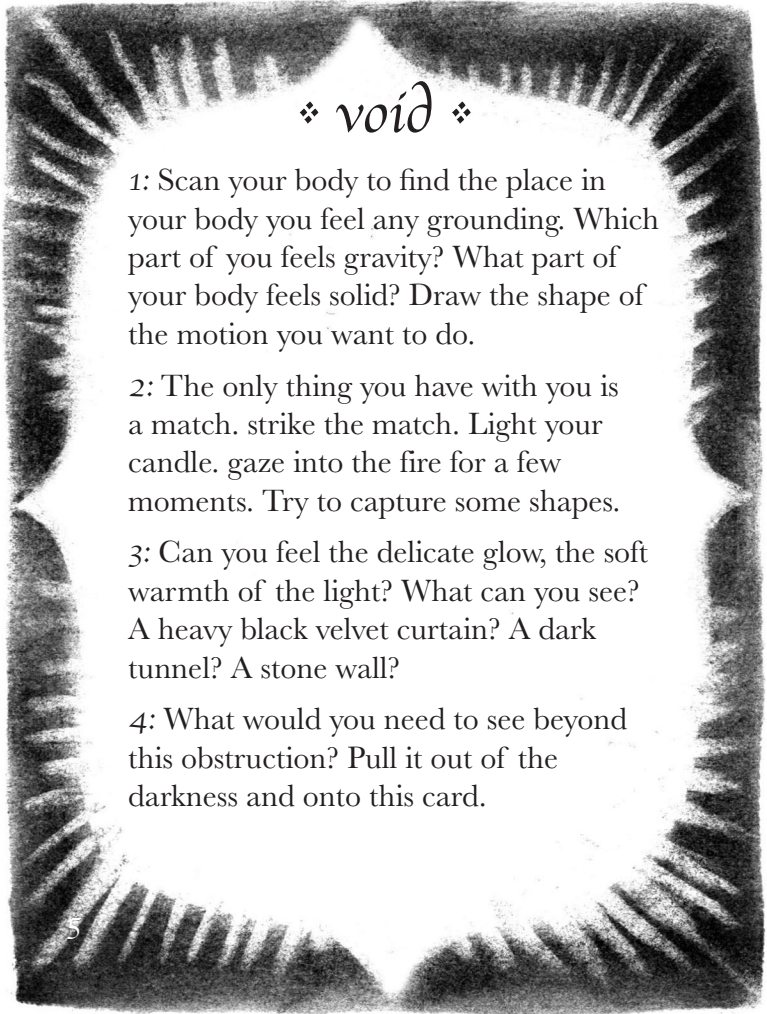 ❖ void ❖
1: Scan your body to find the place in
your body you feel any grounding. Which
part of you feels gravity? What part of
your body feels solid? Draw the shape of
the motion you want to do.
2: The only thing you have with you is
a match. strike the match. Light your
candle. gaze into the fire for a few
moments. Try to capture some shapes.
3: Can you feel the delicate glow, the soft
warmth of the light? What can you see?
A heavy black velvet curtain? A dark
tunnel? A stone wall?
4: What would you need to see beyond
this obstruction? Pull it out of the
darkness and onto this card.
5